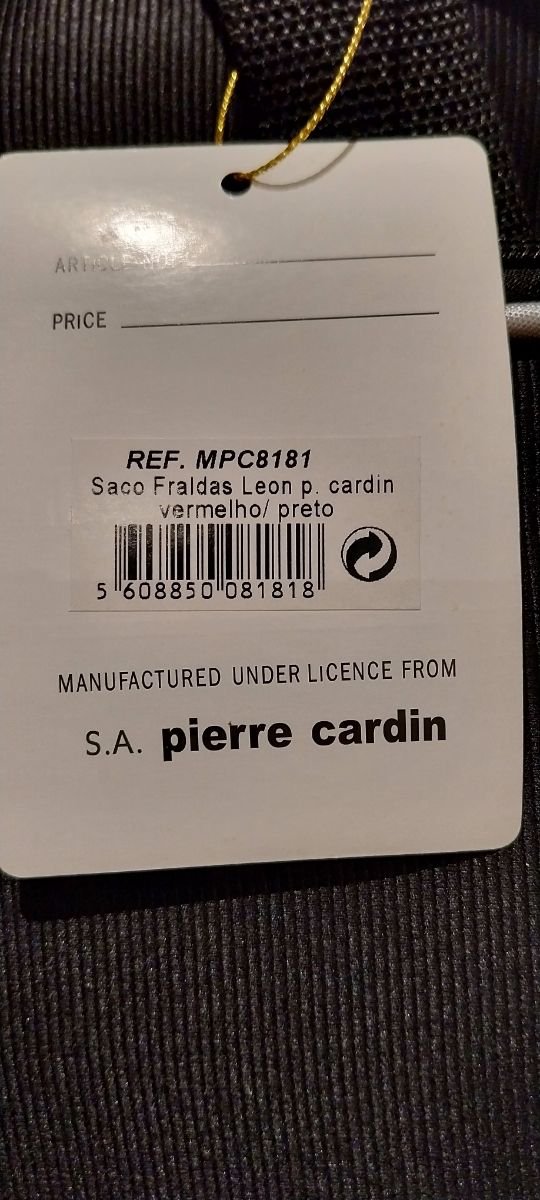 PRICE
REF. MPC8181
Saco Fraldas Leon p. cardin
vermelho/ preto
5 608850 081818
MANUFACTURED UNDER LICENCE FROM
S.A. pierre cardin